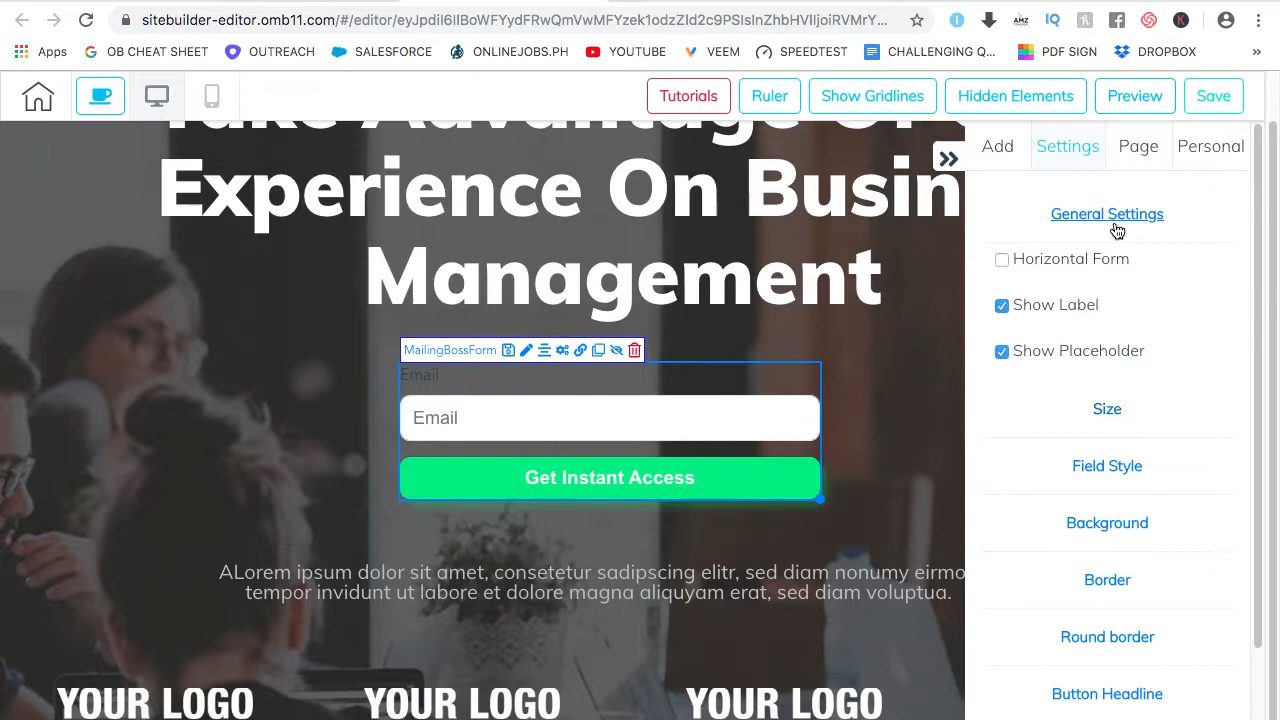 sitebuilder-editor.omb11.com/#/editor/eyJpdiI6IlBoWFYydFRwQmVwMFYzek1odzZId2c9PSIsInZhbHVlIjoiRVMrY...
Apps
OB CHEAT SHEET
OUTREACH
SALESFORCE
ONLINEJOBS.PH
YOUTUBE
VEEM
SPEEDTEST
CHALLENGING Q...
PDF SIGN
DROPBOX
Tutorials
Ruler
Show Gridlines
Hidden Elements
Preview
Save
Add
Settings
Page
Personal
Take Advantage Of
Experience On Busin
Management
MailingBossForm
Email
Email
Get Instant Access
ALorem ipsum dolor sit amet, consetetur sadipscing elitr, sed diam nonumy eirmo
tempor invidunt ut labore et dolore magna aliquyam erat, sed diam voluptua.
YOUR LOGO
YOUR LOGO
YOUR LOGO
General Settings
Horizontal Form
Show Label
Show Placeholder
Size
Field Style
Background
Border
Round border
Button Headline